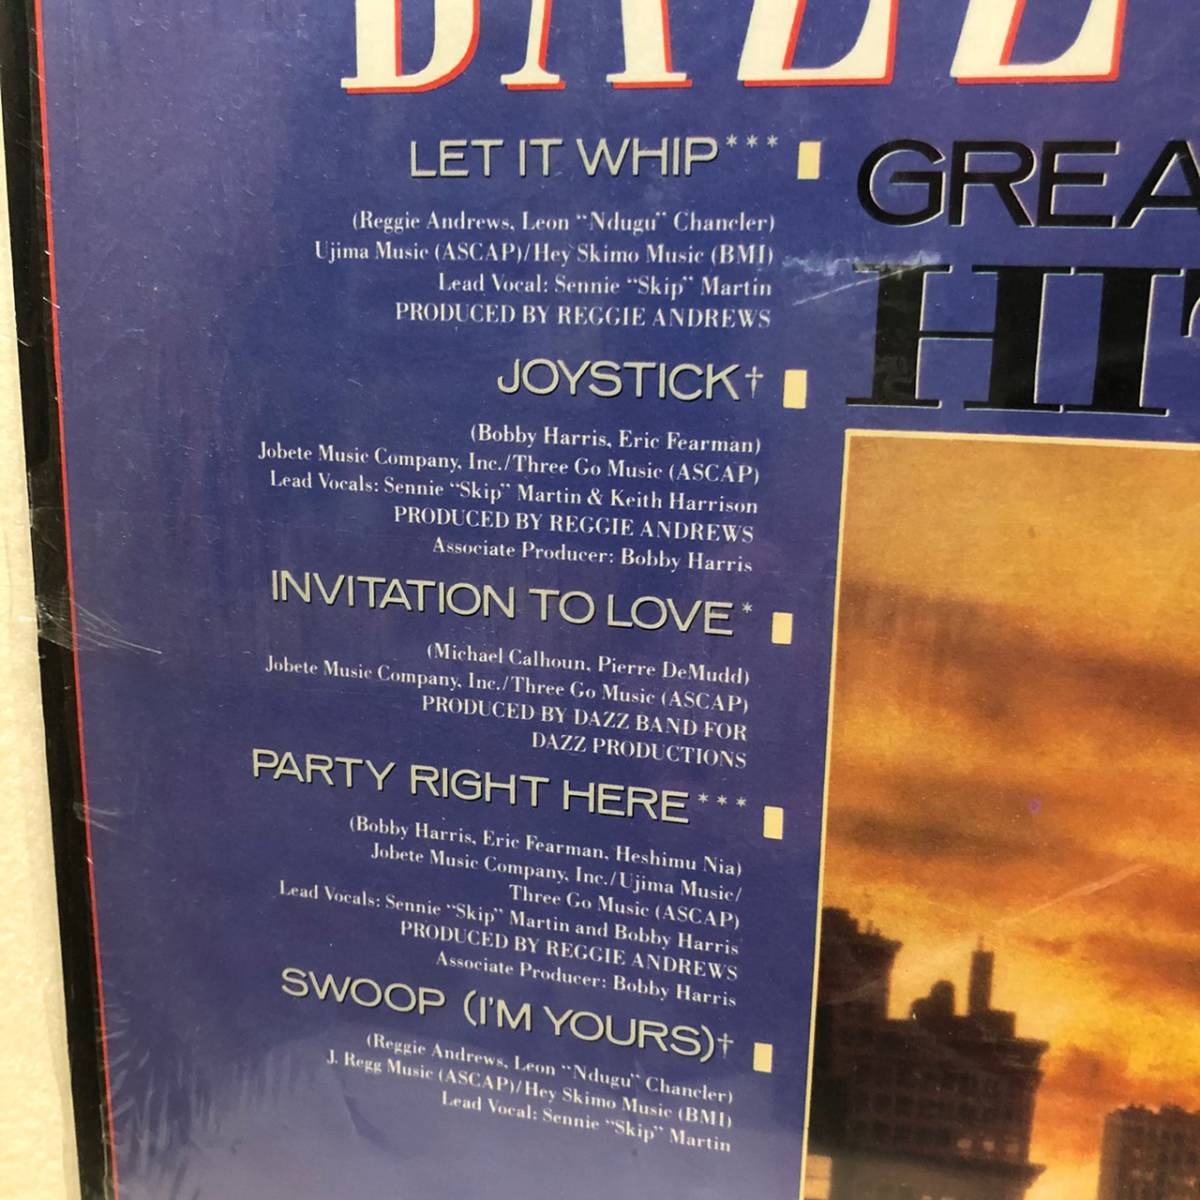 DAZZ
LET IT WHIP***
(Reggie Andrews, Leon “Ndugu” Chancler)
Ujima Music (ASCAP)/Hey Skimo Music (BMI)
Lead Vocal: Sennie “Skip” Martin
PRODUCED BY REGGIE ANDREWS
JOYSTICK†
(Bobby Harris, Eric Fearman)
Jobete Music Company, Inc./Three Go Music (ASCAP)
Lead Vocals: Sennie “Skip” Martin & Keith Harrison
PRODUCED BY REGGIE ANDREWS
Associate Producer: Bobby Harris
INVITATION TO LOVE*
(Michael Calhoun, Pierre DeMudd)
Jobete Music Company, Inc./Three Go Music (ASCAP)
PRODUCED BY DAZZ BAND FOR
DAZZ PRODUCTIONS
PARTY RIGHT HERE***
(Bobby Harris, Eric Fearman, Heshimu Nia)
Jobete Music Company, Inc./Ujima Music/
Three Go Music (ASCAP)
Lead Vocals: Sennie “Skip” Martin and Bobby Harris
PRODUCED BY REGGIE ANDREWS
Associate Producer: Bobby Harris
SWOOP (I'M YOURS)†
(Reggie Andrews, Leon “Ndugu” Chancler)
J. Regg Music (ASCAP)/Hey Skimo Music (BMI)
Lead Vocal: Sennie “Skip” Martin
GREA
HIT